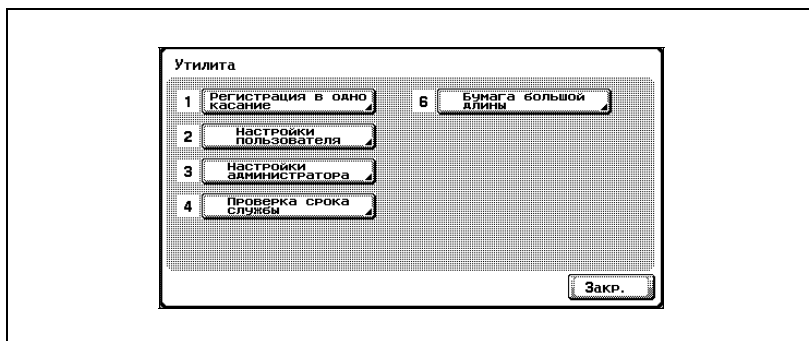 Утилита
1 Регистрация в одно
касание
2 Настройки
пользователя
3 Настройки
администратора
4 Проверка срока
службы
6 Бумага большой
длины
Закр.